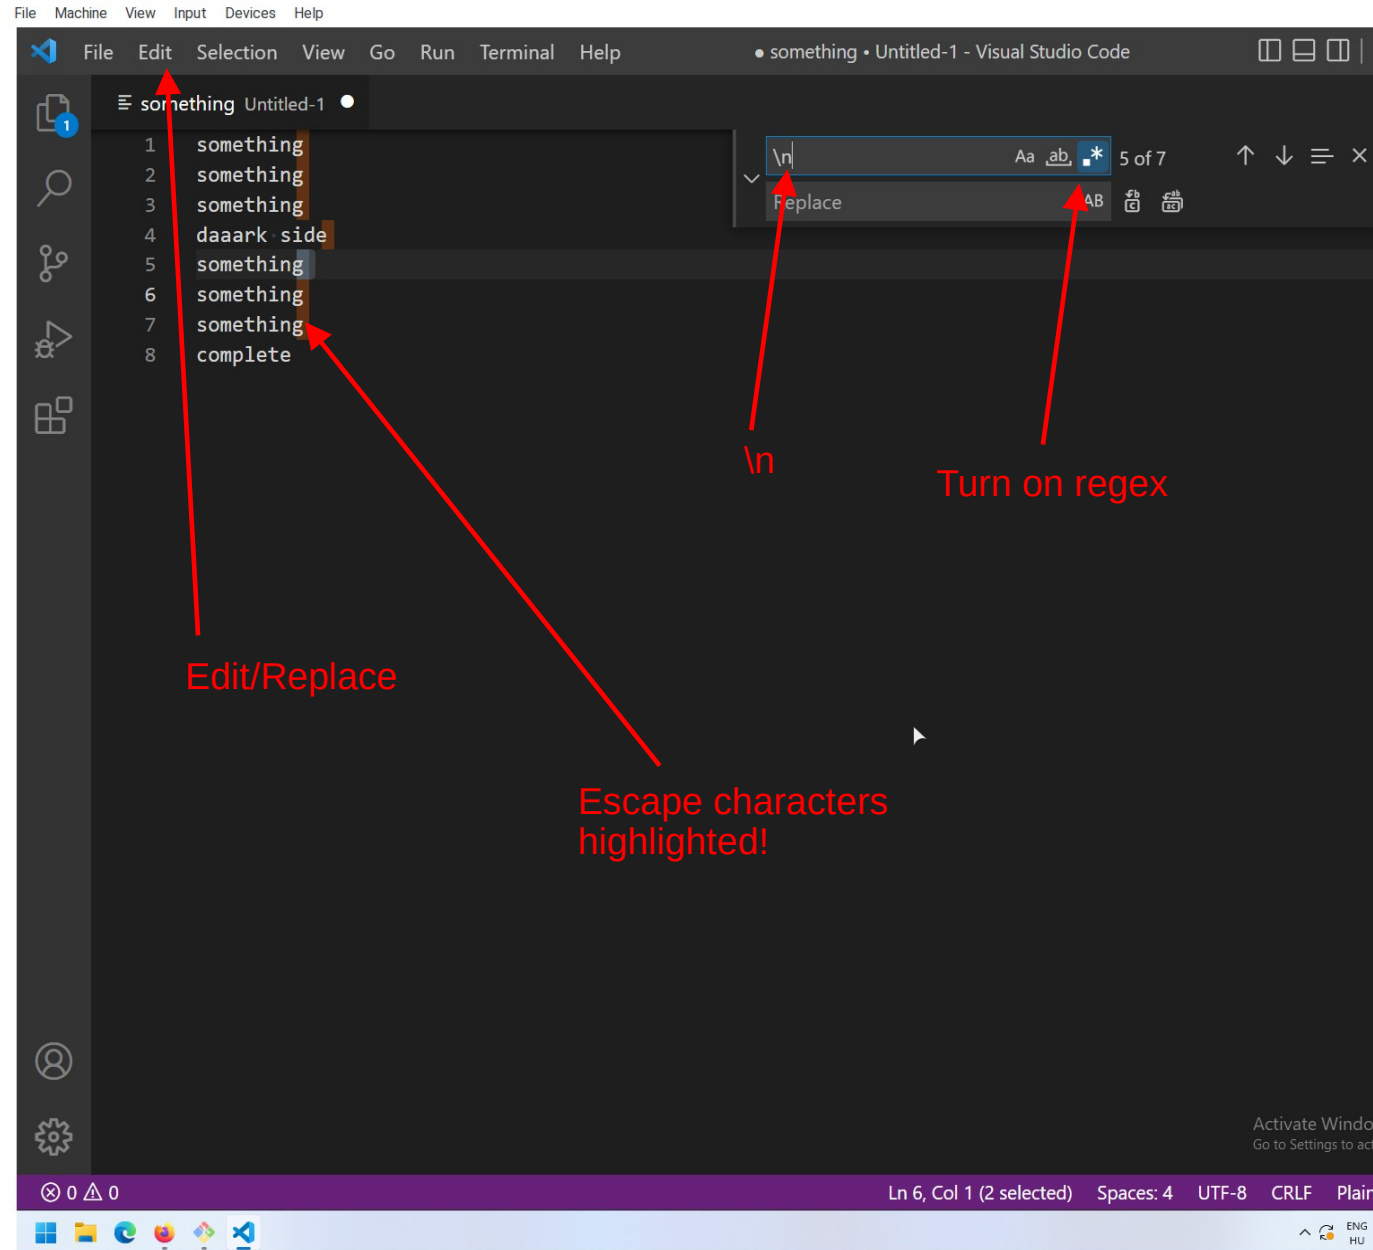 File Machine View Input Devices Help
File Edit Selection View Go Run Terminal Help ● something • Untitled-1 - Visual Studio Code
something Untitled-1 ●
1 something
2 something
3 something
4 daaark·side
5 something
6 something
7 something
8 complete
\n Aa ab .* 5 of 7
Replace AB
\n
Turn on regex
Edit/Replace
Escape characters
highlighted!
Activate Windo
Go to Settings to act
0 0 Ln 6, Col 1 (2 selected) Spaces: 4 UTF-8 CRLF Plain
ENG
HU